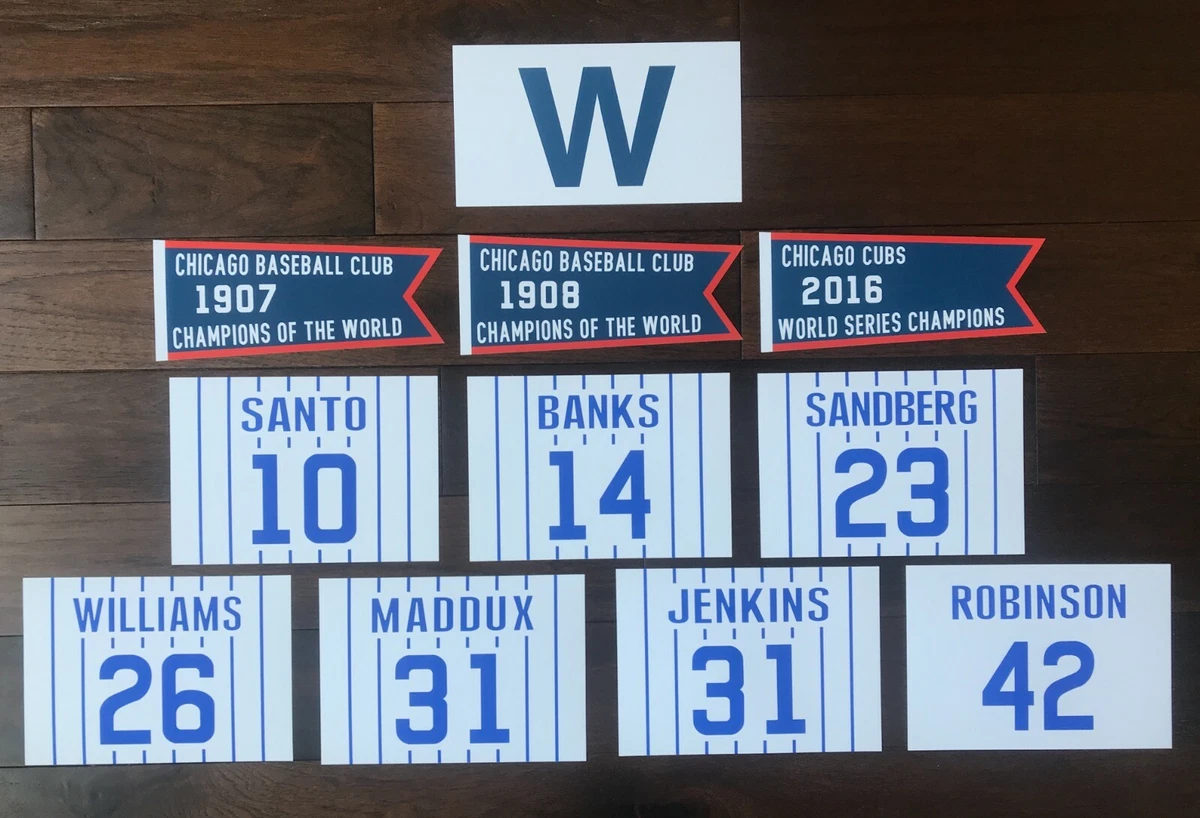 W
CHICAGO BASEBALL CLUB
1907
CHAMPIONS OF THE WORLD
CHICAGO BASEBALL CLUB
1908
CHAMPIONS OF THE WORLD
CHICAGO CUBS
2016
WORLD SERIES CHAMPIONS
SANTO
10
BANKS
14
SANDBERG
23
WILLIAMS
26
MADDUX
31
JENKINS
31
ROBINSON
42